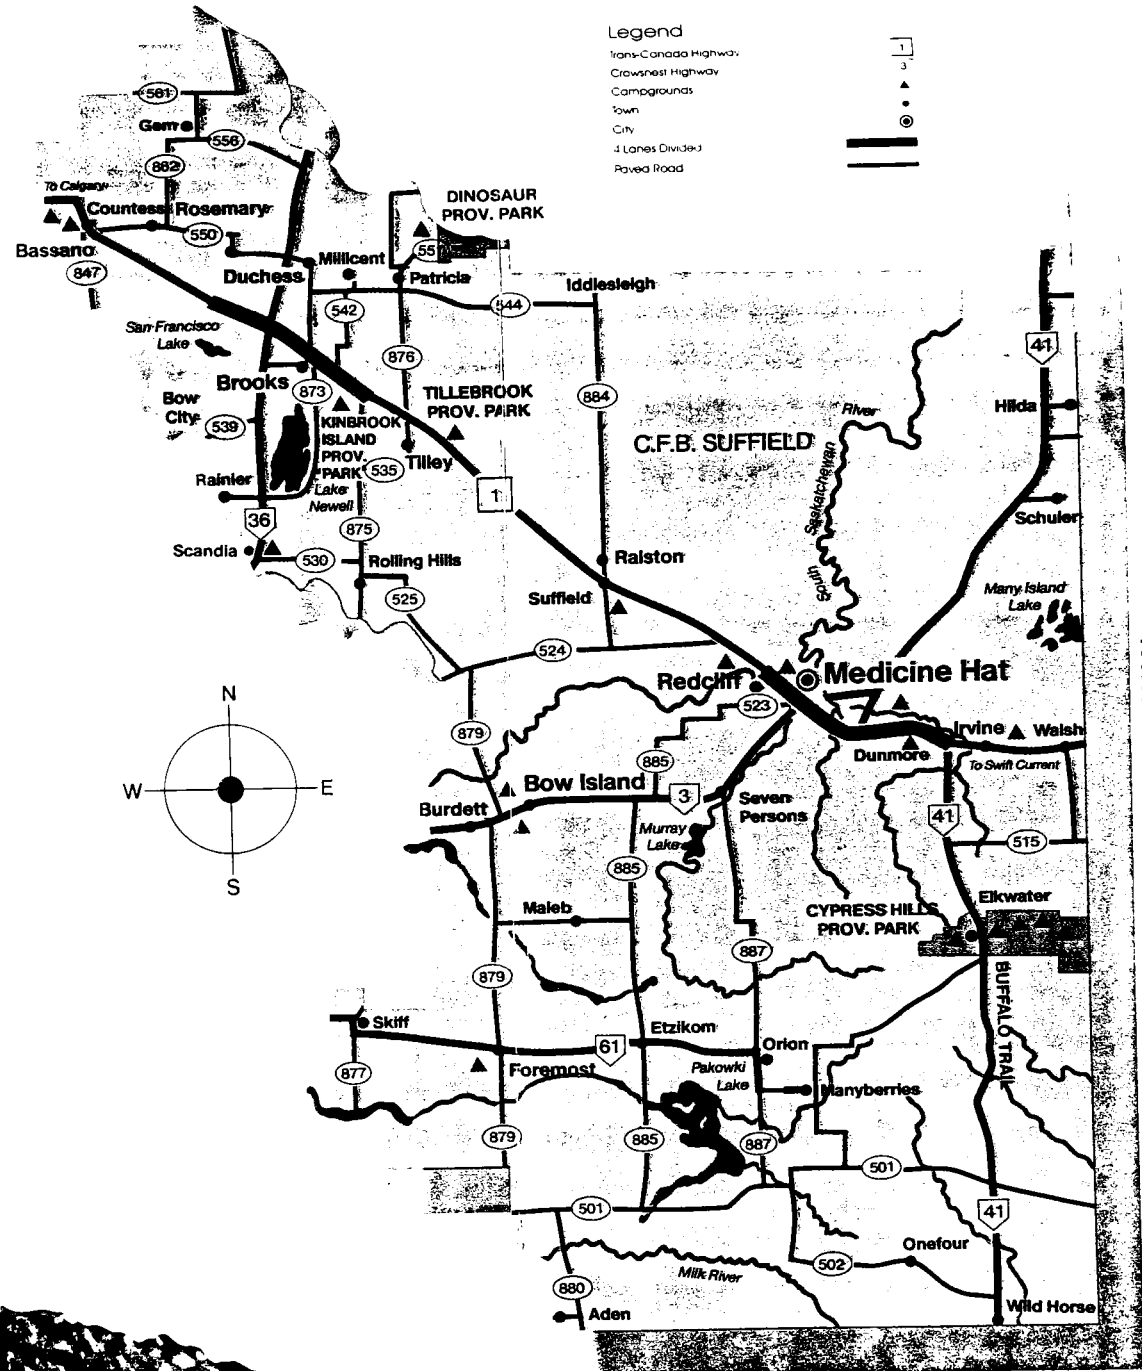 Legend
Trans-Canada Highway
1
Crowsnest Highway
3
Campgrounds
Town
City
4 Lanes Divided
Paved Road
561
Gem
556
862
To Calgary
Countess
Rosemary
550
Bassano
847
DINOSAUR
PROV. PARK
55
Duchess
Millicent
Patricia
Iddlesleigh
542
544
San Francisco
Lake
876
41
Brooks
873
884
TILLEBROOK
PROV. PARK
Bow
City
539
KINBROOK
ISLAND
PROV.
PARK
Hilda
River
C.F.B. SUFFIELD
Tilley
535
Rainier
Lake
Newell
1
South Saskatchewan
36
875
Schuler
Scandia
530
Rolling Hills
Ralston
525
Suffield
Many Island
Lake
524
Redcliff
Medicine Hat
523
N
W
E
S
879
Irvine
Walsh
Dunmore
To Swift Current
885
Bow Island
3
Burdett
Seven
Persons
41
Murray
Lake
515
885
Maleb
CYPRESS HILLS
PROV. PARK
Elkwater
887
879
BUFFALO TRAIL
Skiff
Etzikom
61
Orion
Foremost
877
Pakowki
Lake
Manyberries
879
885
887
501
501
41
Onefour
502
Milk River
880
Aden
Wild Horse